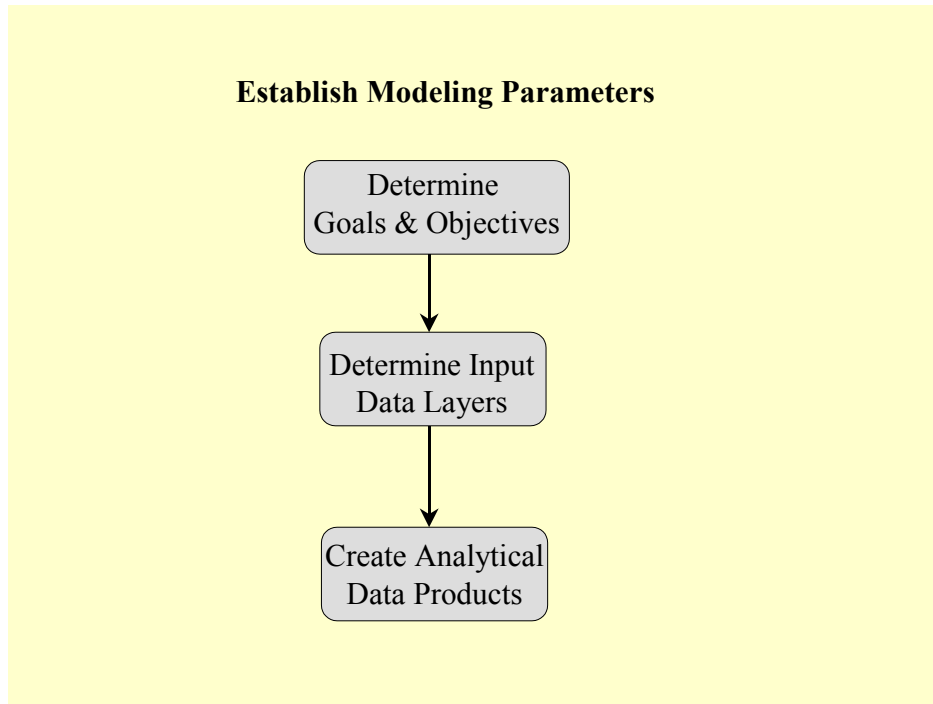 Establish Modeling Parameters
Determine
Goals & Objectives
Determine Input
Data Layers
Create Analytical
Data Products